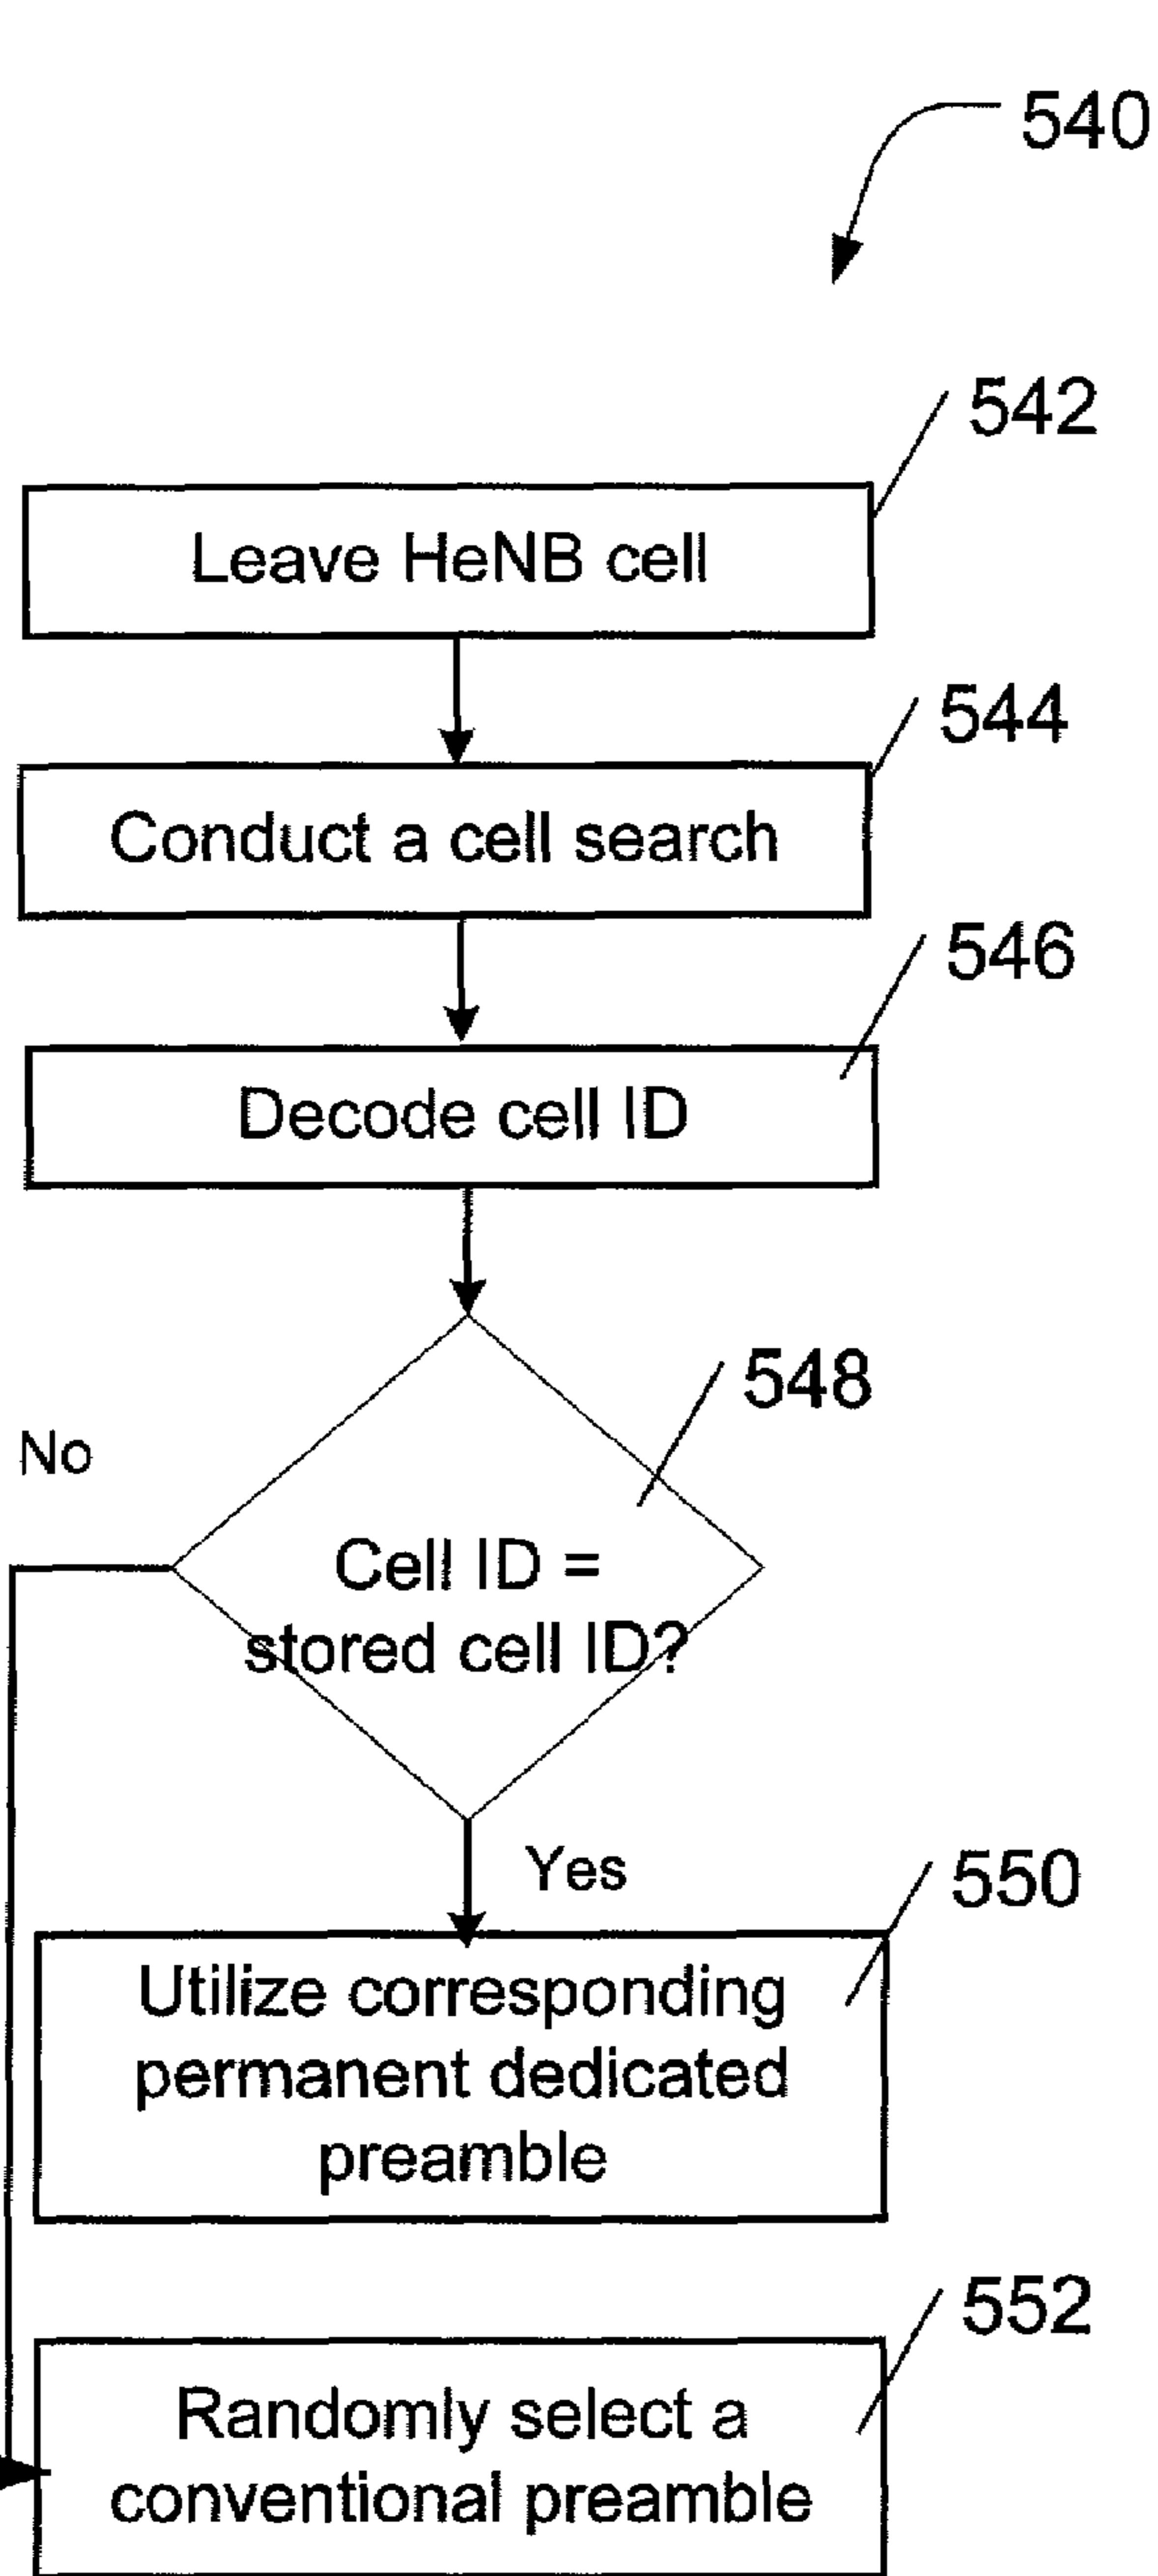 540
542
Leave HeNB cell
544
Conduct a cell search
546
Decode cell ID
548
No
Cell ID =
stored cell ID?
Yes
550
Utilize corresponding
permanent dedicated
preamble
552
Randomly select a
conventional preamble